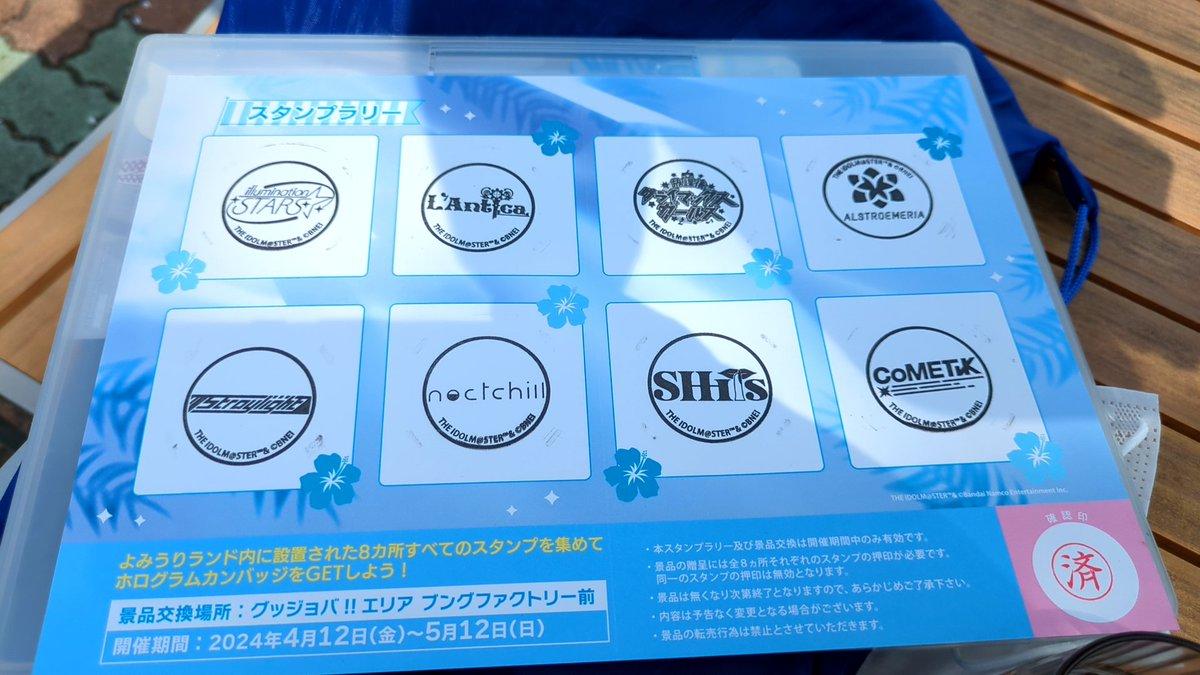 スタンプラリー
illumination
STARS
THE IDOLM@STER™& ©BNEI
L'Antica
THE IDOLM@STER™& ©BNEI
放課後
クライマックス
ガールズ
THE IDOLM@STER™& ©BNEI
THE IDOLM@STER™& ©BNEI
ALSTROEMERIA
Straylight
THE IDOLM@STER™& ©BNEI
noctchill
THE IDOLM@STER™& ©BNEI
SHHis
THE IDOLM@STER™& ©BNEI
CoMETIK
THE IDOLM@STER™& ©BNEI
THE IDOLM@STER™& ©Bandai Namco Entertainment Inc.
よみうりランド内に設置された8カ所すべてのスタンプを集めて
ホログラムカンバッジをGETしよう！
景品交換場所：グッジョバ!!エリア ブングファクトリー前
開催期間：2024年4月12日(金)～5月12日(日)
・本スタンプラリー及び景品交換は開催期間中のみ有効です。
・景品の贈呈には全8ヵ所それぞれのスタンプの押印が必要です。
同一のスタンプの押印は無効となります。
・景品は無くなり次第終了となりますので、あらかじめご了承下さい。
・内容は予告なく変更となる場合がございます。
・景品の転売行為は禁止とさせていただきます。
確認印
済